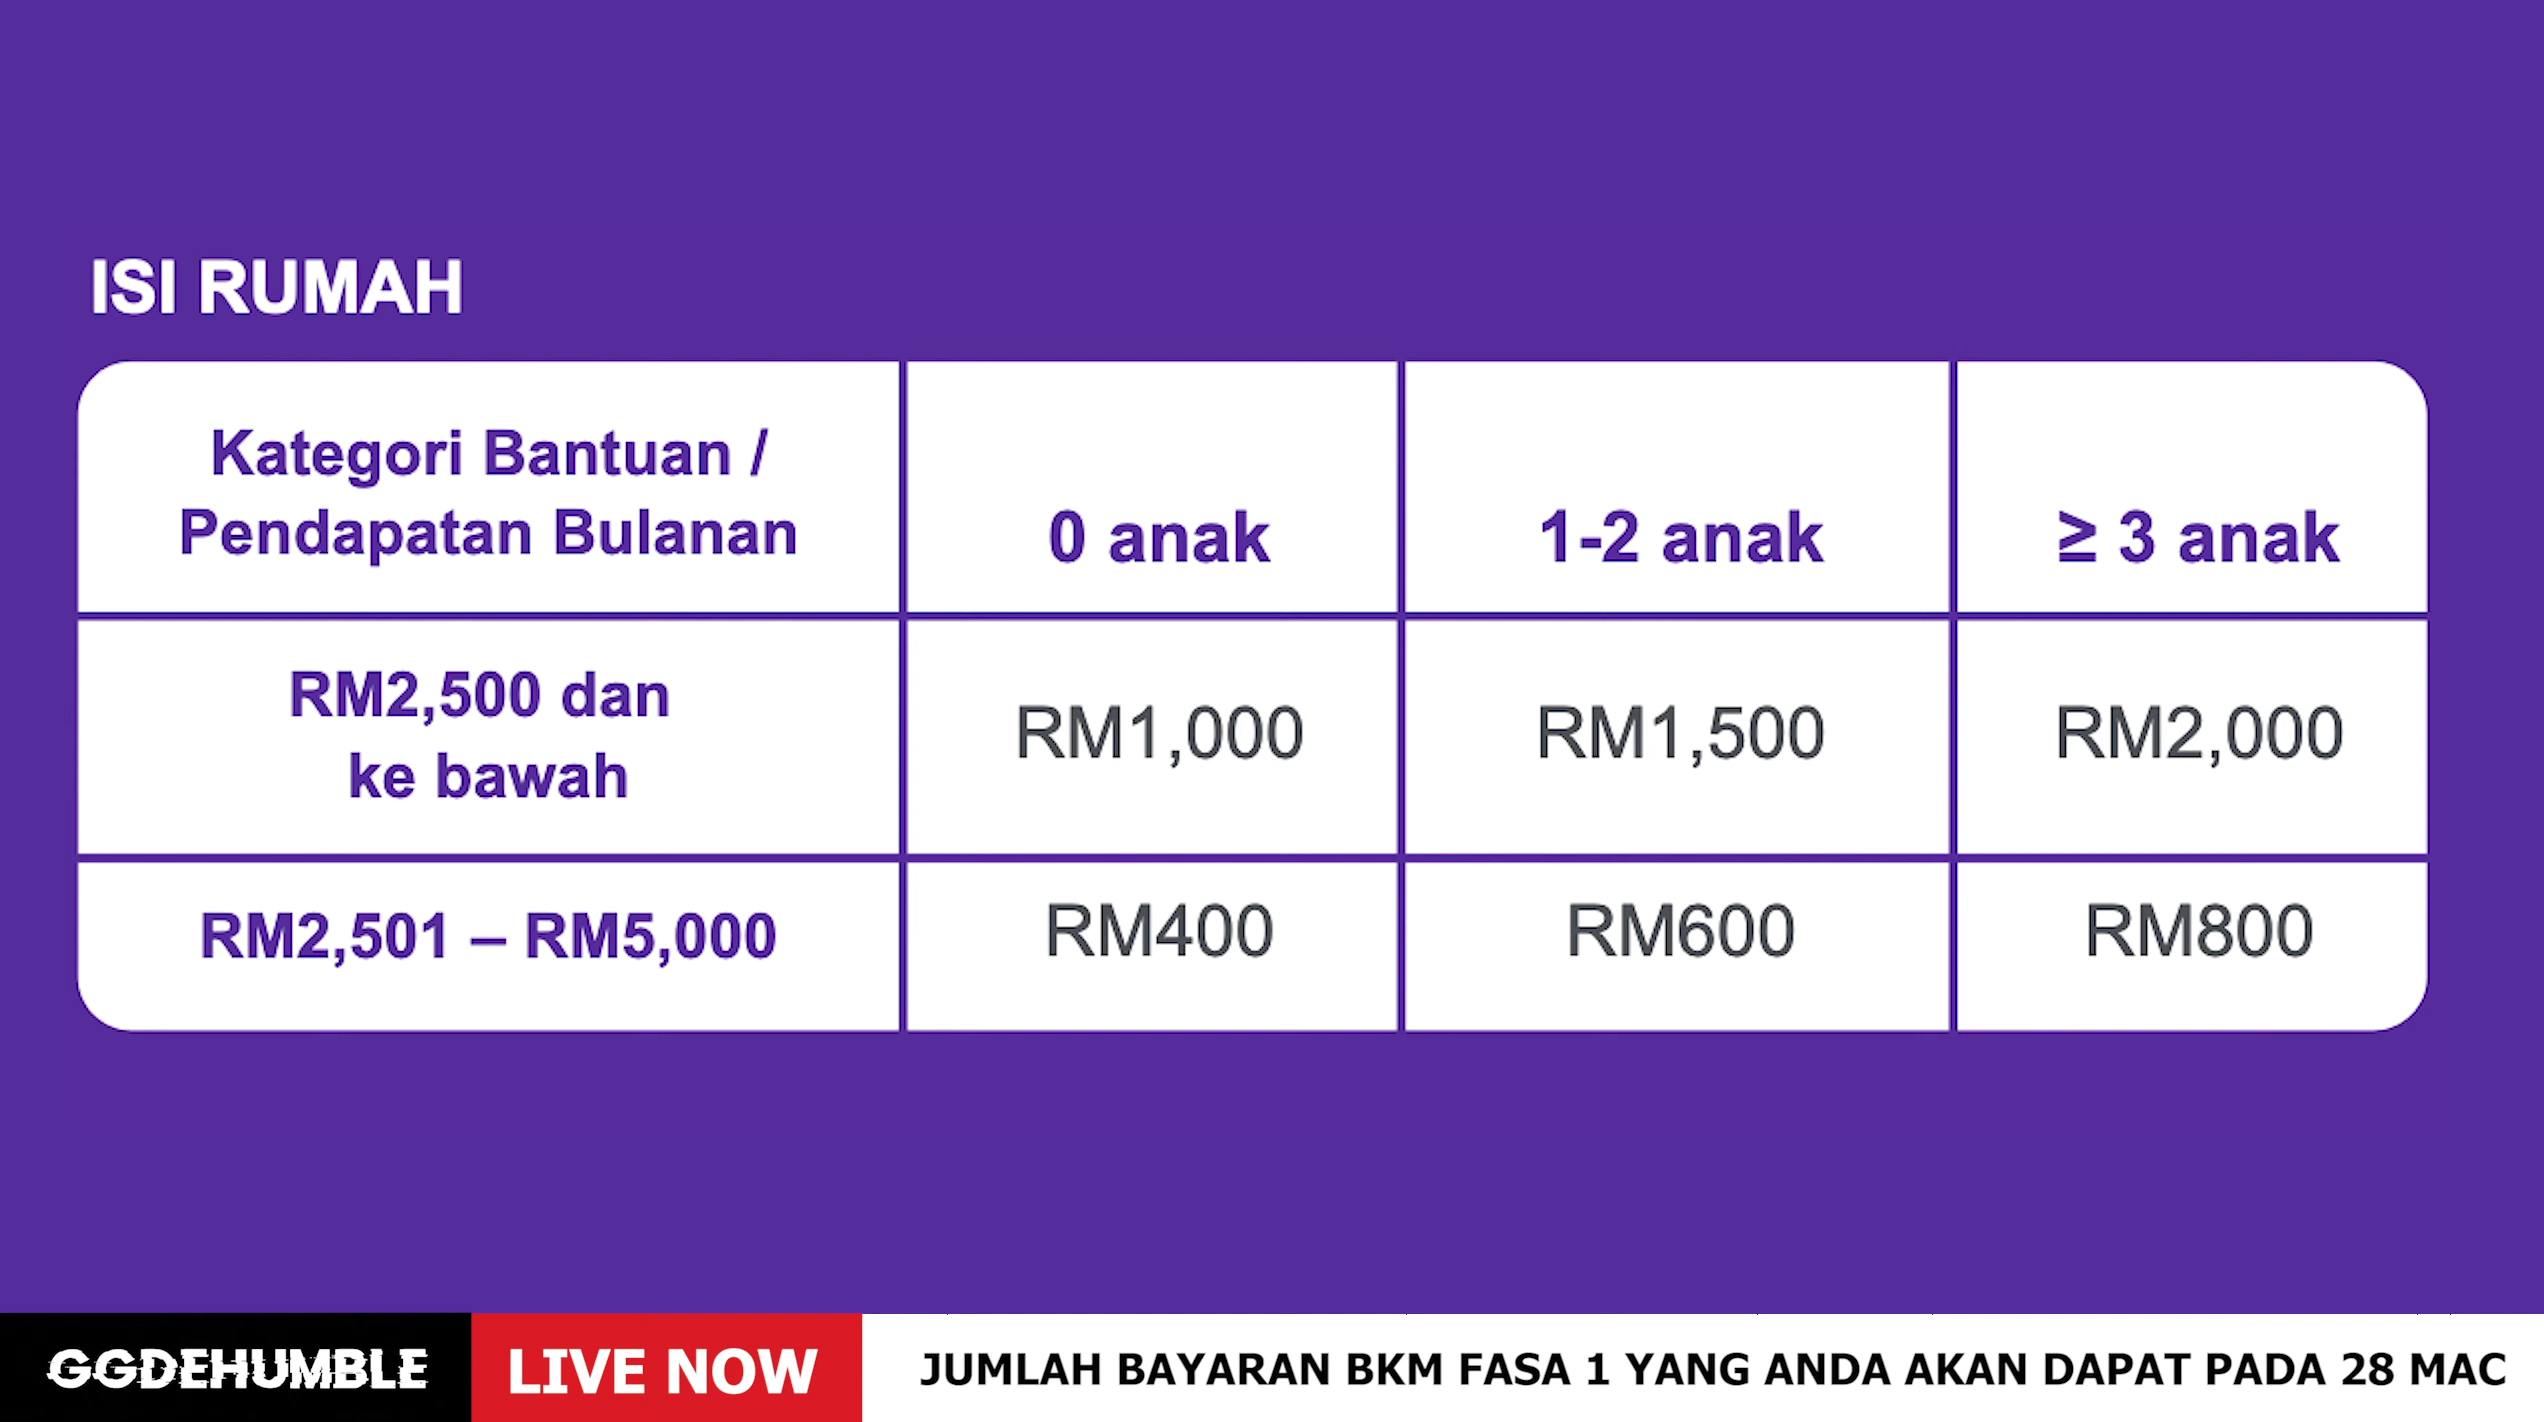 ISI RUMAH
Kategori Bantuan /
Pendapatan Bulanan
0 anak
1-2 anak
≥ 3 anak
RM2,500 dan
ke bawah
RM1,000
RM1,500
RM2,000
RM2,501 – RM5,000
RM400
RM600
RM800
GGDEHUMBLE
LIVE NOW
JUMLAH BAYARAN BKM FASA 1 YANG ANDA AKAN DAPAT PADA 28 MAC